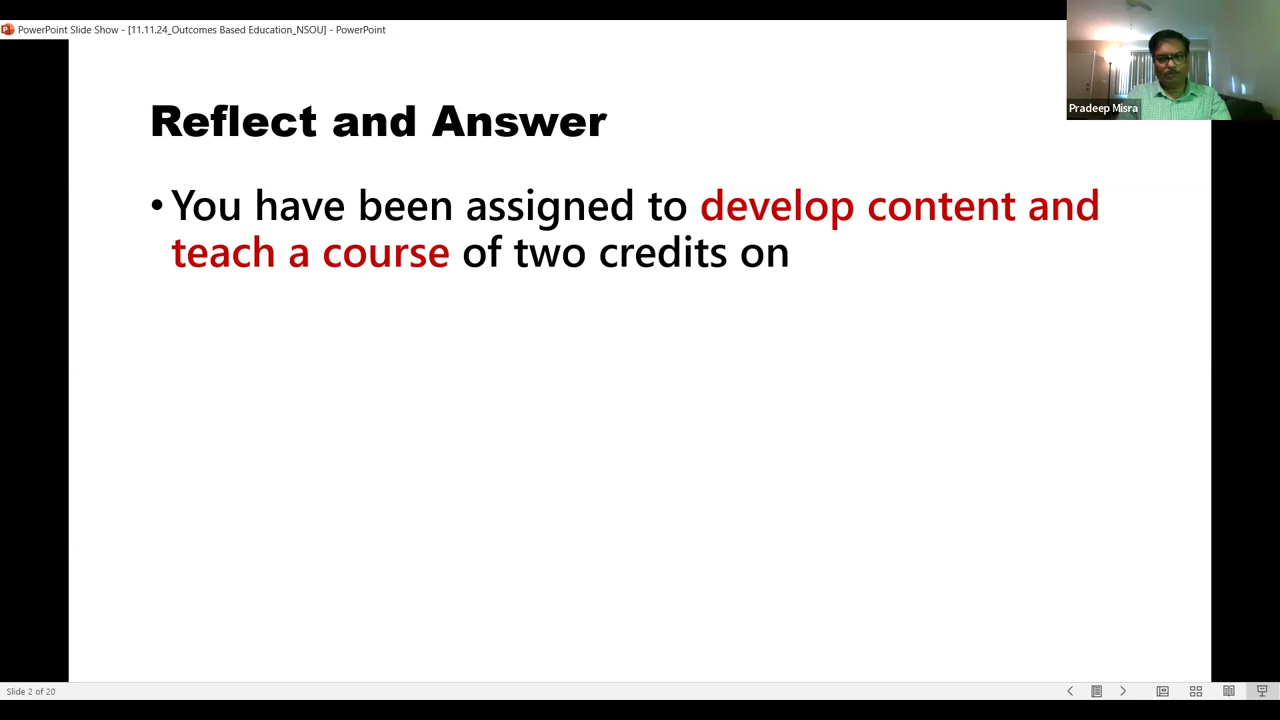 PowerPoint Slide Show - [11.11.24_Outcomes Based Education_NSOU] - PowerPoint
Pradeep Misra
Reflect and Answer
• You have been assigned to develop content and
teach a course of two credits on
Slide 2 of 20